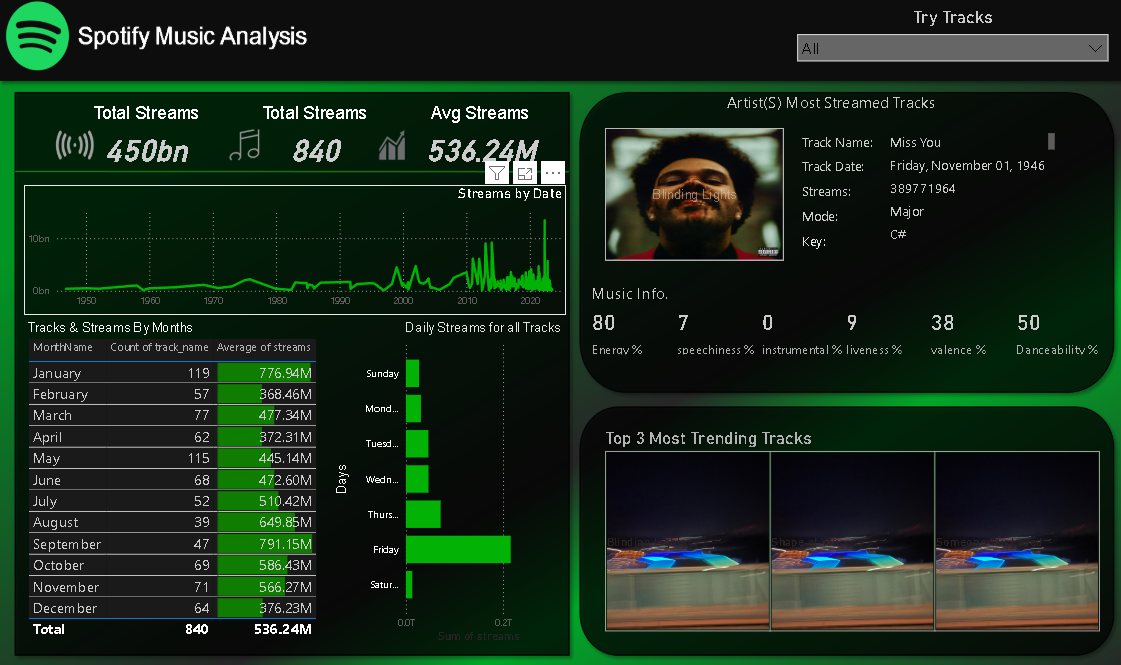 Spotify Music Analysis
Try Tracks
All
Total Streams
Total Streams
Avg Streams
450bn
840
536.24M
Streams by Date
10bn
0bn
1950
1960
1970
1980
1990
2000
2010
2020
Tracks & Streams By Months
MonthName Count of track_name Average of streams
January 119 776.94M
February 57 368.46M
March 77 477.34M
April 62 372.31M
May 115 445.14M
June 68 472.60M
July 52 510.42M
August 39 649.85M
September 47 791.15M
October 69 586.43M
November 71 566.27M
December 64 376.23M
Total 840 536.24M
Daily Streams for all Tracks
Days
Sunday
Mond...
Tuesd...
Wedn...
Thurs...
Friday
Satur...
0.0T
0.2T
Sum of streams
Artist(S) Most Streamed Tracks
Blinding Lights
Track Name: Miss You
Track Date: Friday, November 01, 1946
Streams: 389771964
Mode: Major
Key: C#
Music Info.
80
7
0
9
38
50
Energy %
speechiness %
instrumental %
liveness %
valence %
Danceability %
Top 3 Most Trending Tracks